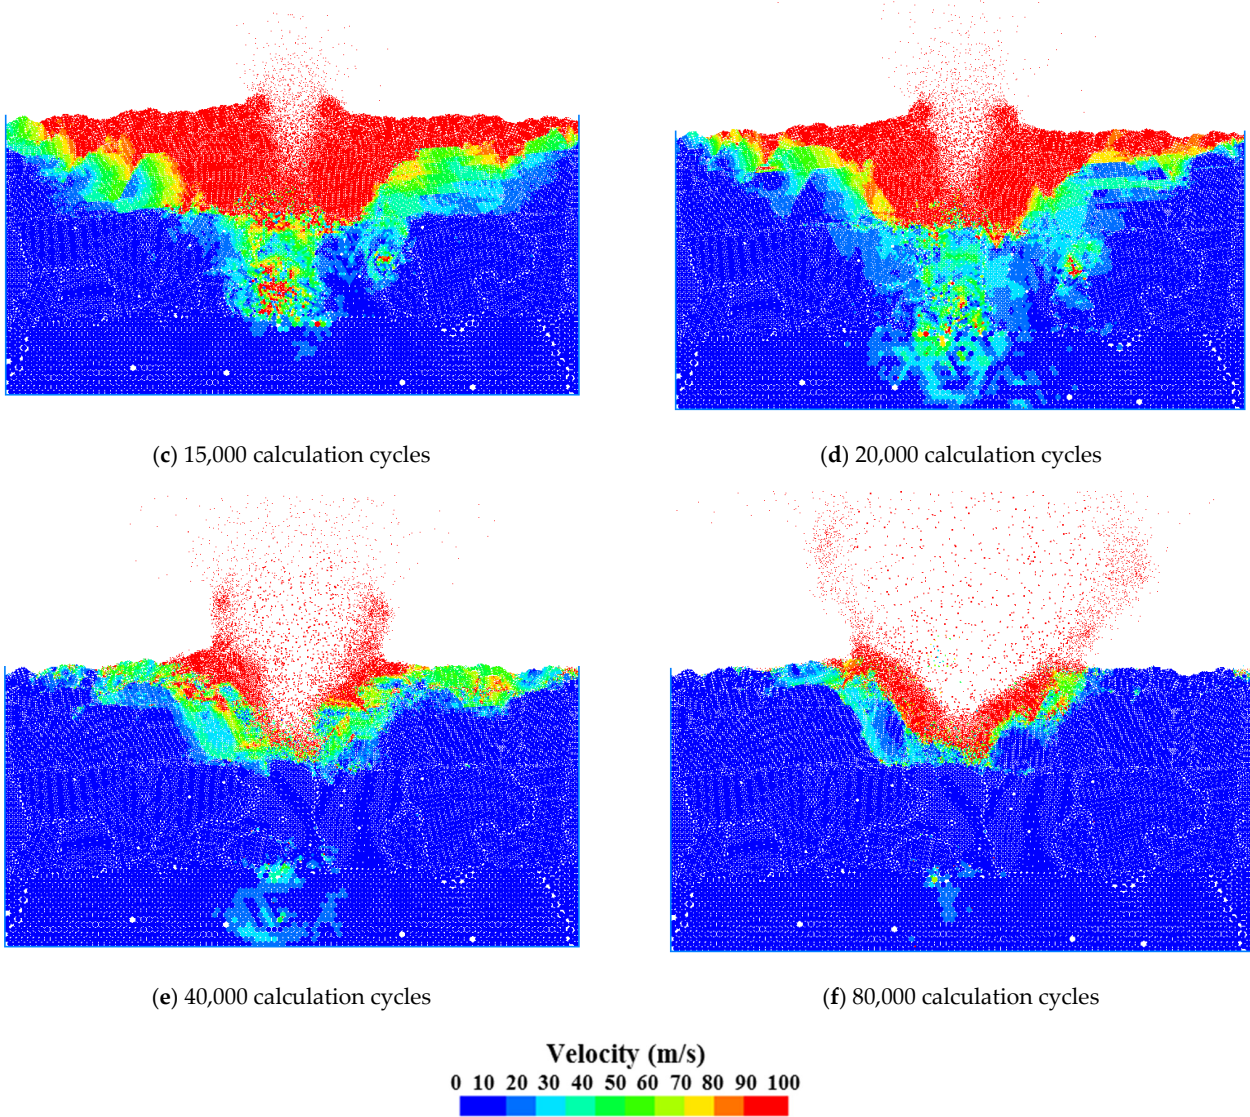 (c) 15,000 calculation cycles
(d) 20,000 calculation cycles
(e) 40,000 calculation cycles
(f) 80,000 calculation cycles
Velocity (m/s)
0 10 20 30 40 50 60 70 80 90 100